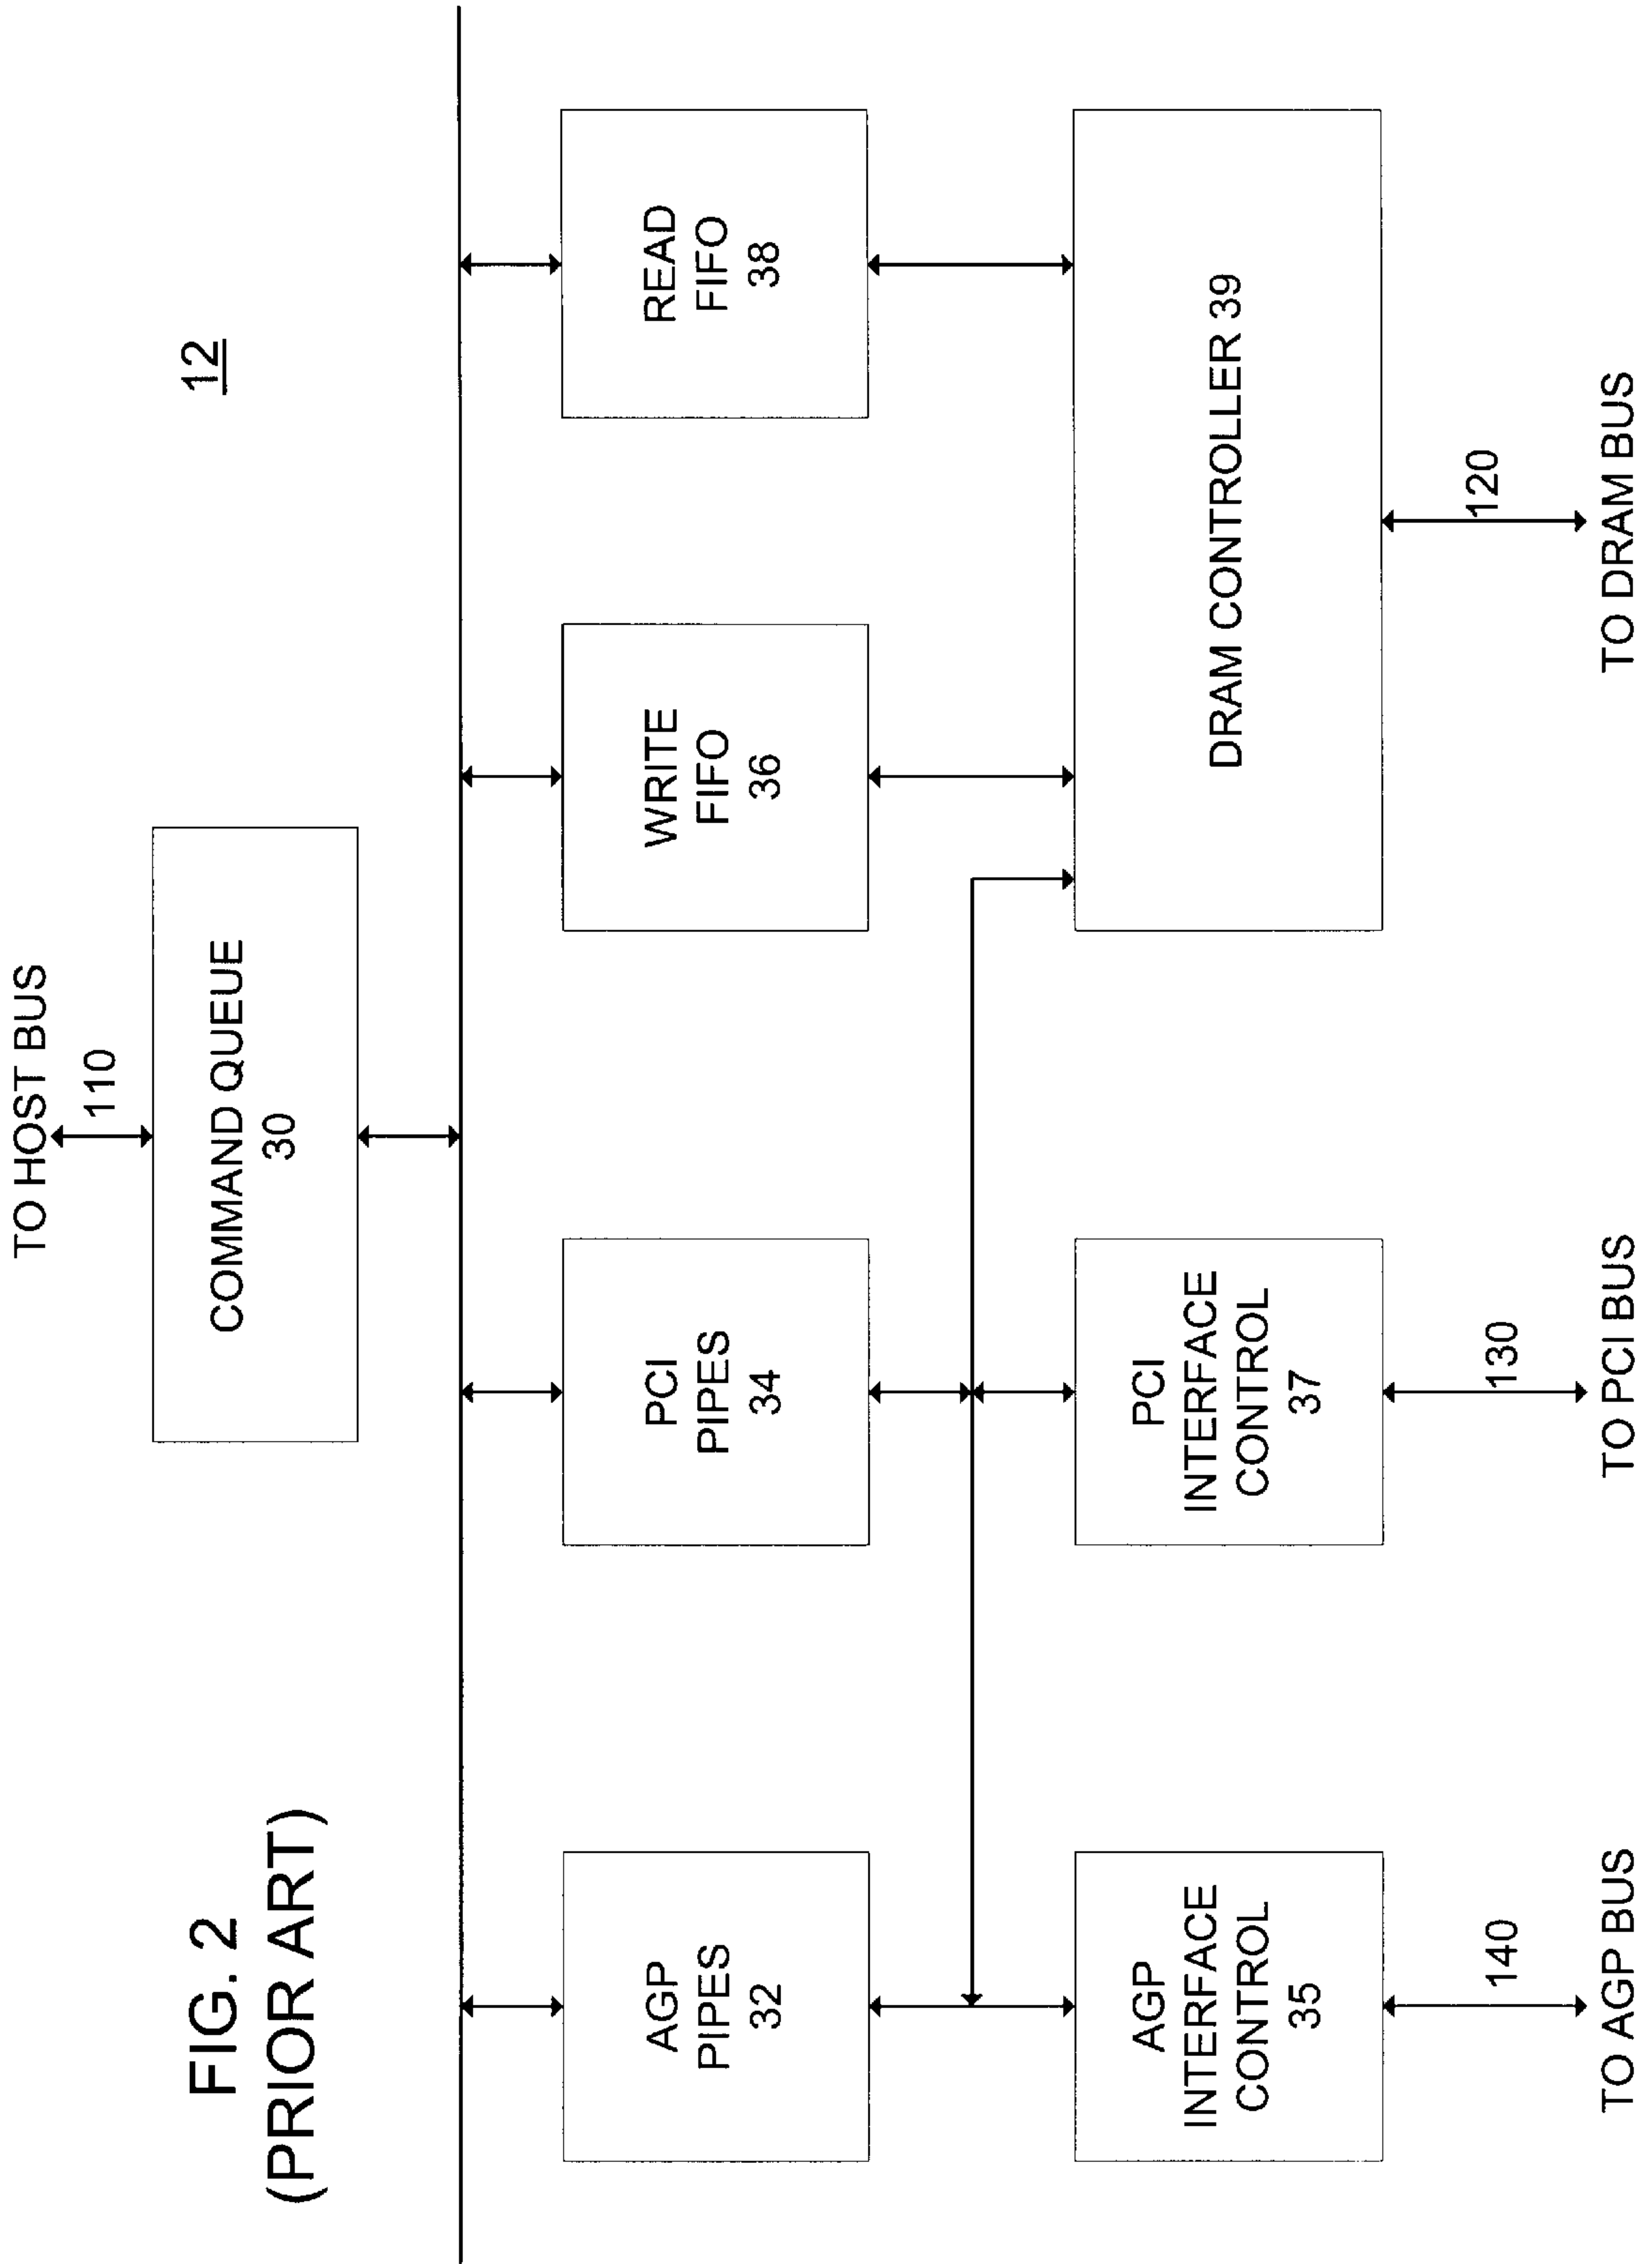 FIG. 2
(PRIOR ART)
12
TO HOST BUS
110
COMMAND QUEUE
30
AGP
PIPES
32
PCI
PIPES
34
WRITE
FIFO
36
READ
FIFO
38
AGP
INTERFACE
CONTROL
35
PCI
INTERFACE
CONTROL
37
DRAM CONTROLLER 39
140
130
120
TO AGP BUS
TO PCI BUS
TO DRAM BUS